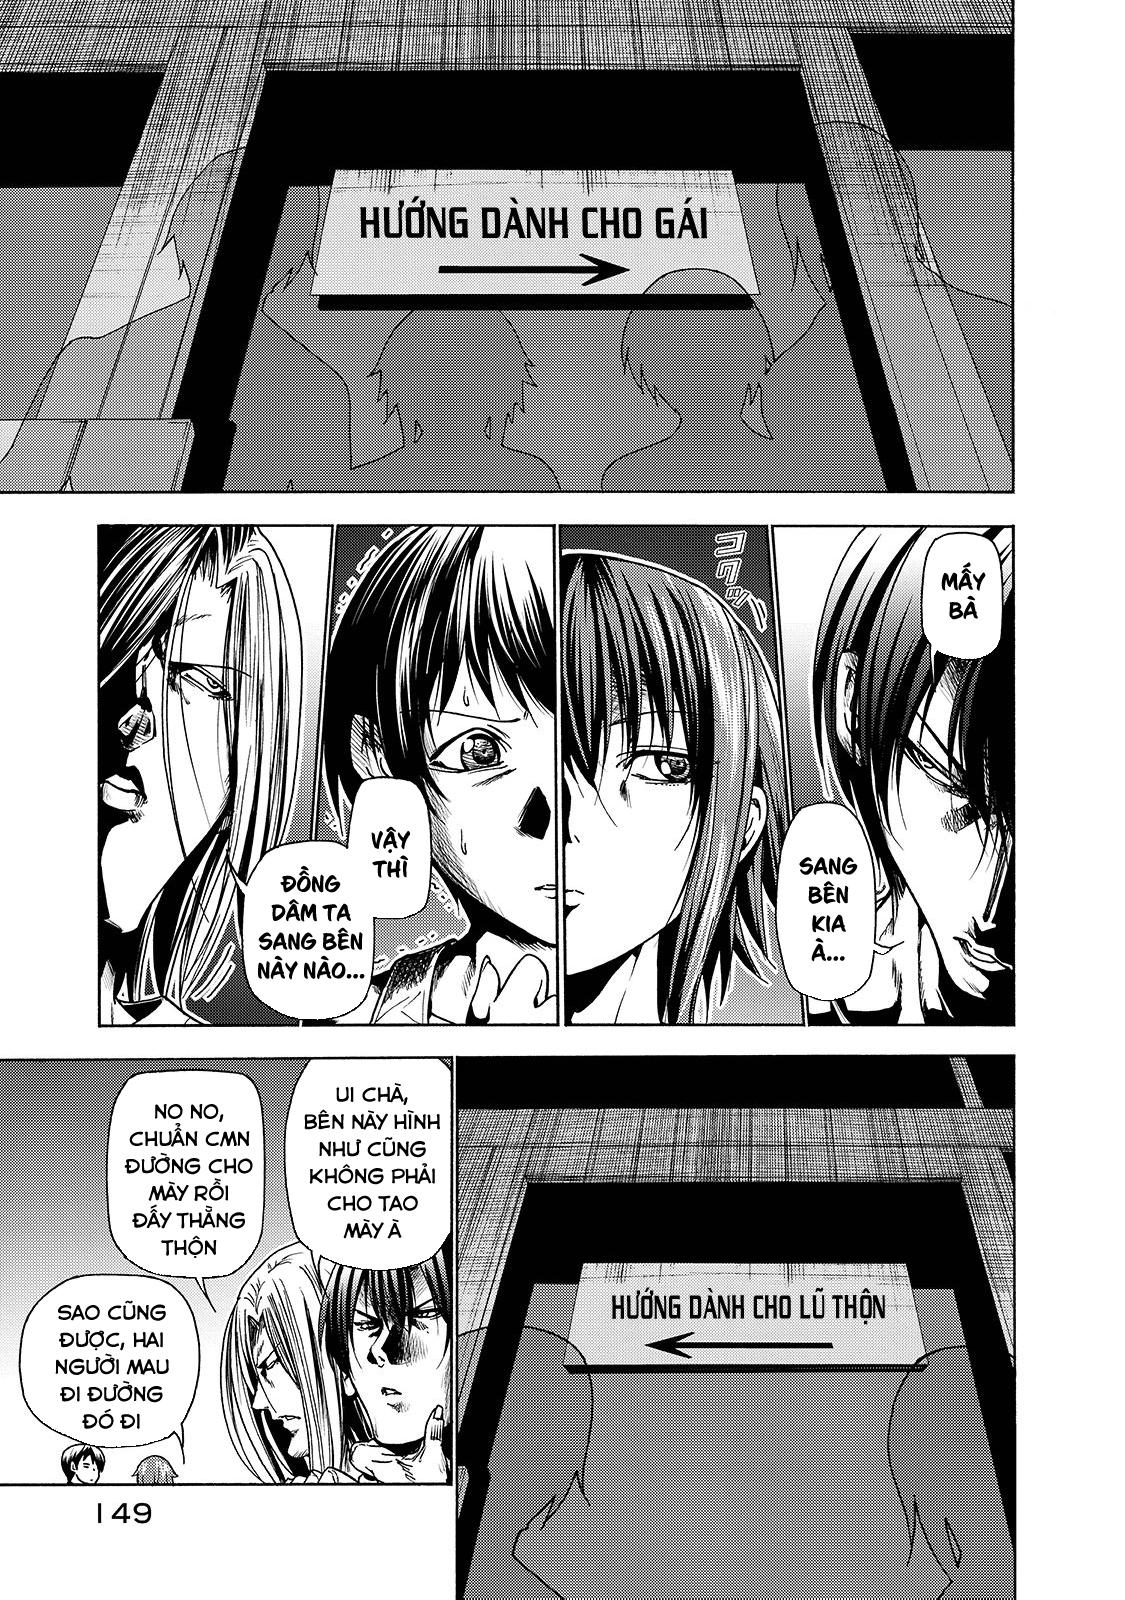 HƯỚNG DÀNH CHO GÁI
MẤY
BÀ
コクッ
SANG
BÊN
KIA
À...
VẬY
THÌ
ĐỒNG
DÂM TA
SANG BÊN
NÀY NÀO...
HƯỚNG DÀNH CHO LŨ THỘN
UI CHÀ,
BÊN NÀY HÌNH
NHƯ CŨNG
KHÔNG PHẢI
CHO TAO
MÀY À
NO NO,
CHUẨN CMN
ĐƯỜNG CHO
MÀY RỒI
ĐẤY THẰNG
THỘN
SAO CŨNG
ĐƯỢC, HAI
NGƯỜI MAU
ĐI ĐƯỜNG
ĐÓ ĐI
149